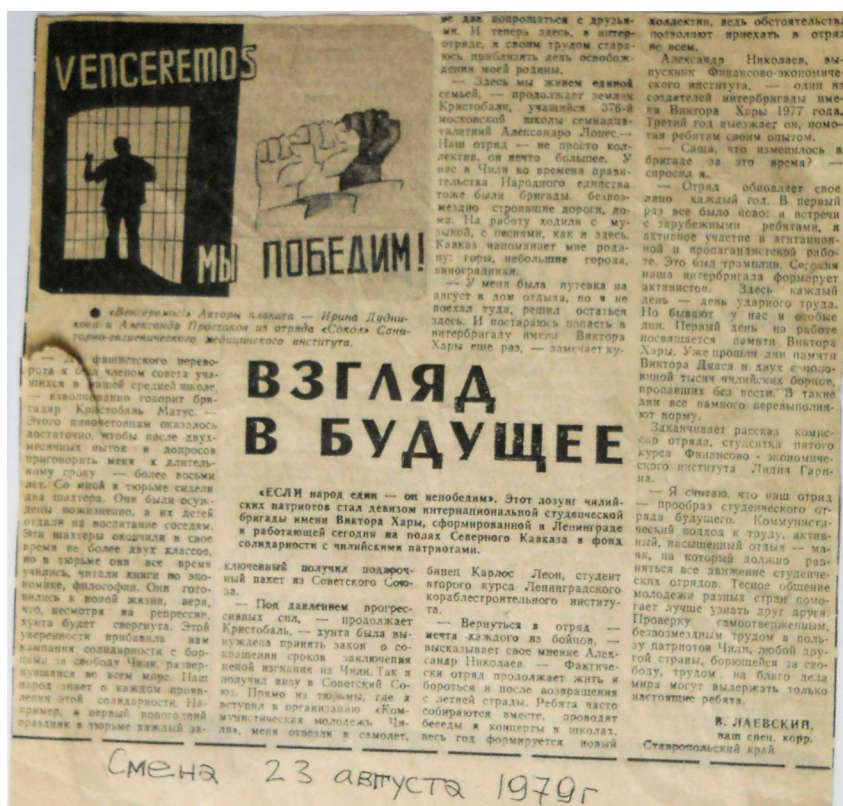 VENCEREMOS
МЫ ПОБЕДИМ!
● «Венсеремос!» Авторы плаката — Ирина Дудни-
кова и Александр Простаков из отряда «Сокол» Сани-
тарно-гигиенического медицинского института.
ВЗГЛЯД
В БУДУЩЕЕ
«ЕСЛИ народ един — он непобедим». Этот лозунг чилий-
ских патриотов стал девизом интернациональной студенческой
бригады имени Виктора Хары, сформированной в Ленинграде
и работающей сегодня на полях Северного Кавказа в фонд
солидарности с чилийскими патриотами.
— До фашистского перево-
рота я был членом совета уча-
щихся в нашей средней школе,
— взволнованно говорит бри-
гадир Кристобаль Матус. —
Этого пиночетовцам оказалось
достаточно, чтобы после двух-
месячных пыток и допросов
приговорить меня к длитель-
ному сроку — более восьми
лет. Со мной в тюрьме сидели
два шахтера. Они были осуж-
дены пожизненно, а их детей
отдали на воспитание соседям.
Эти шахтеры окончили в свое
время не более двух классов,
но в тюрьме они все время
учились, читали книги по эко-
номике, философии. Они гото-
вились к новой жизни, веря,
что, несмотря на репрессии,
хунта будет свергнута. Этой
уверенности прибавила нам
кампания солидарности с бор-
цами за свободу Чили, развер-
нувшаяся во всем мире. Наш
народ знает о каждом прояв-
лении этой солидарности. На-
пример, в первый новогодний
праздник в тюрьме каждый за-
ключенный получил подароч-
ный пакет из Советского Сою-
за.
— Под давлением прогрес-
сивных сил, — продолжает
Кристобаль, — хунта была вы-
нуждена принять закон о со-
кращении сроков заключения
ценой изгнания из Чили. Так я
получил визу в Советский Со-
юз. Прямо из тюрьмы, где я
вступил в организацию «Ком-
мунистическая молодежь Чи-
ли», меня отвезли в самолет,
не дав попрощаться с друзья-
ми. И теперь здесь, в интер-
отряде, я своим трудом стара-
юсь приблизить день освобож-
дения моей родины.
— Здесь мы живем единой
семьей, — продолжает земляк
Кристобаля, учащийся 376-й
московской школы семнадца-
тилетний Александро Лопес.—
Наш отряд — не просто кол-
лектив, он нечто большее. У
нас в Чили во времена прави-
тельства Народного единства
тоже были бригады, безвоз-
мездно строившие дороги, до-
ма. На работу ходили с му-
зыкой, с песнями, как и здесь.
Кавказ напоминает мне роди-
ну: горы, небольшие города,
виноградники.
— У меня была путевка на
август в дом отдыха, но я не
поехал туда, решил остаться
здесь. И постараюсь попасть в
интербригаду имени Виктора
Хары еще раз, — замечает ку-
бинец Карлос Леон, студент
второго курса Ленинградского
кораблестроительного институ-
та.
— Вернуться в отряд —
мечта каждого из бойцов, —
высказывает свое мнение Алек-
сандр Николаев. — Фактиче-
ски отряд продолжает жить и
бороться и после возвращения
с летней страды. Ребята часто
собираются вместе, проводят
беседы и концерты в школах,
весь год формируется новый
коллектив, ведь обстоятельства
позволяют приехать в отряд
не всем.
Александр Николаев, вы-
пускник Финансово-экономиче-
ского института, — один из
создателей интербригады име-
ни Виктора Хары 1977 года.
Третий год выезжает он, помо-
гая ребятам своим опытом.
— Саша, что изменилось в
бригаде за это время? —
спросил я.
— Отряд обновляет свое
лицо каждый год. В первый
раз все было ново: и встречи
с зарубежными ребятами, и
активное участие в агитацион-
ной и пропагандистской рабо-
те. Это был трамплин. Сегодня
наша интербригада формирует
активистов. Здесь каждый
день — день ударного труда.
Но бывают у нас и особые
дни. Первый день на работе
посвящается памяти Виктора
Хары. Уже прошли дни памяти
Виктора Диаса и двух с поло-
виной тысяч чилийских борцов,
пропавших без вести. В такие
дни все намного перевыполня-
ют норму.
Заканчивает рассказ комис-
сар отряда, студентка пятого
курса Финансово - экономиче-
ского института Лидия Гари-
на.
— Я считаю, что наш отряд
— прообраз студенческого от-
ряда будущего. Коммунисти-
ческий подход к труду, актив-
ный, насыщенный отдых — ма-
як, на который должно рав-
няться все движение студенче-
ских отрядов. Тесное общение
молодежи разных стран помо-
гает лучше узнать друг друга.
Проверку самоотверженным,
безвозмездным трудом в поль-
зу патриотов Чили, любой дру-
гой страны, борющейся за сво-
боду, трудом, на благо дела
мира могут выдержать только
настоящие ребята.
В. ЛАЕВСКИЙ,
наш спец. корр.
Ставропольский край
Смена 23 августа 1979г